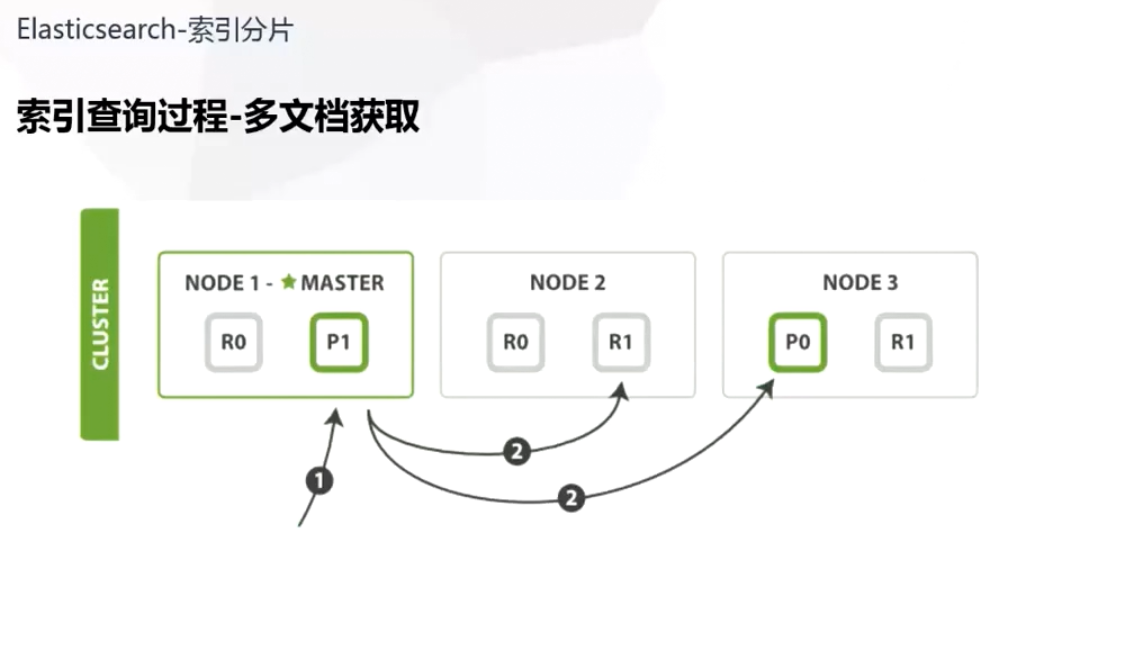 Elasticsearch-索引分片
索引查询过程-多文档获取
CLUSTER
NODE 1 - ★ MASTER
R0
P1
NODE 2
R0
R1
NODE 3
P0
R1
1
2
2